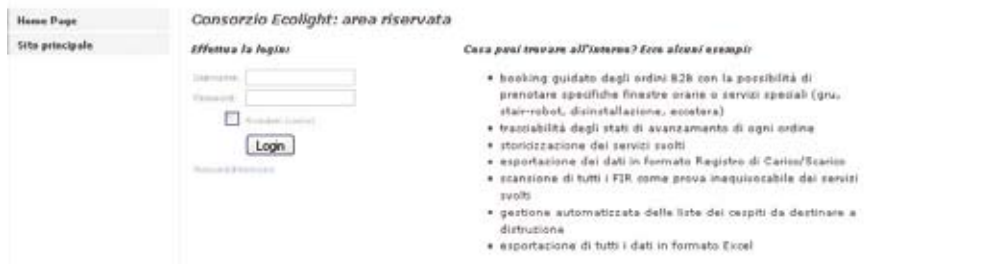 Home Page
Sito principale
Consorzio Ecolight: area riservata
Effettua la login:
Username:
Password:
Login
Cosa puoi trovare all'interno? Ecco alcuni esempi:
• booking guidato degli ordini B2B con la possibilità di
prenotare specifiche finestre orarie o servizi speciali (gru,
stair-robot, disinstallazione, eccetera)
• tracciabilità degli stati di avanzamento di ogni ordine
• storicizzazione dei servizi svolti
• esportazione dei dati in formato Registro di Carico/Scarico
• scansione di tutti i FIR come prova inequivocabile dei servizi
svolti
• gestione automatizzata delle liste dei cespiti da destinare a
distruzione
• esportazione di tutti i dati in formato Excel